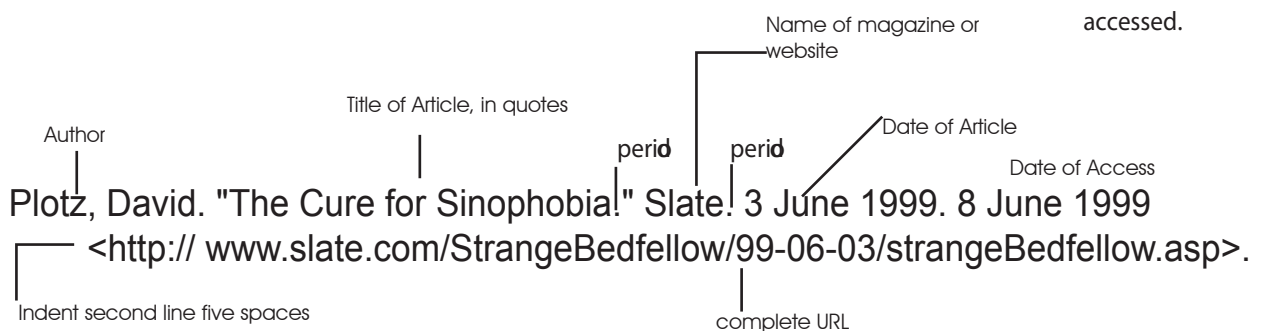 Name of magazine or
website
accessed.
Title of Article, in quotes
Author
Date of Article
period
period
Date of Access
Plotz, David. "The Cure for Sinophobia." Slate. 3 June 1999. 8 June 1999
<http:// www.slate.com/StrangeBedfellow/99-06-03/strangeBedfellow.asp>.
Indent second line five spaces
complete URL